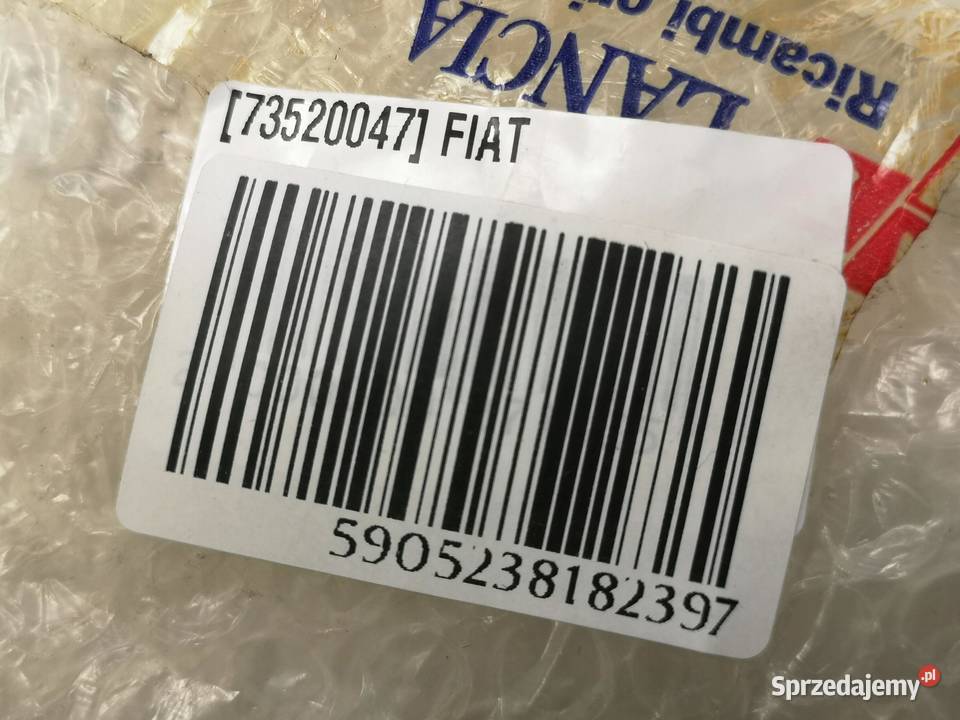 LANCIA
Ricambi
[73520047] FIAT
5905238182397
Sprzedajemy.pl